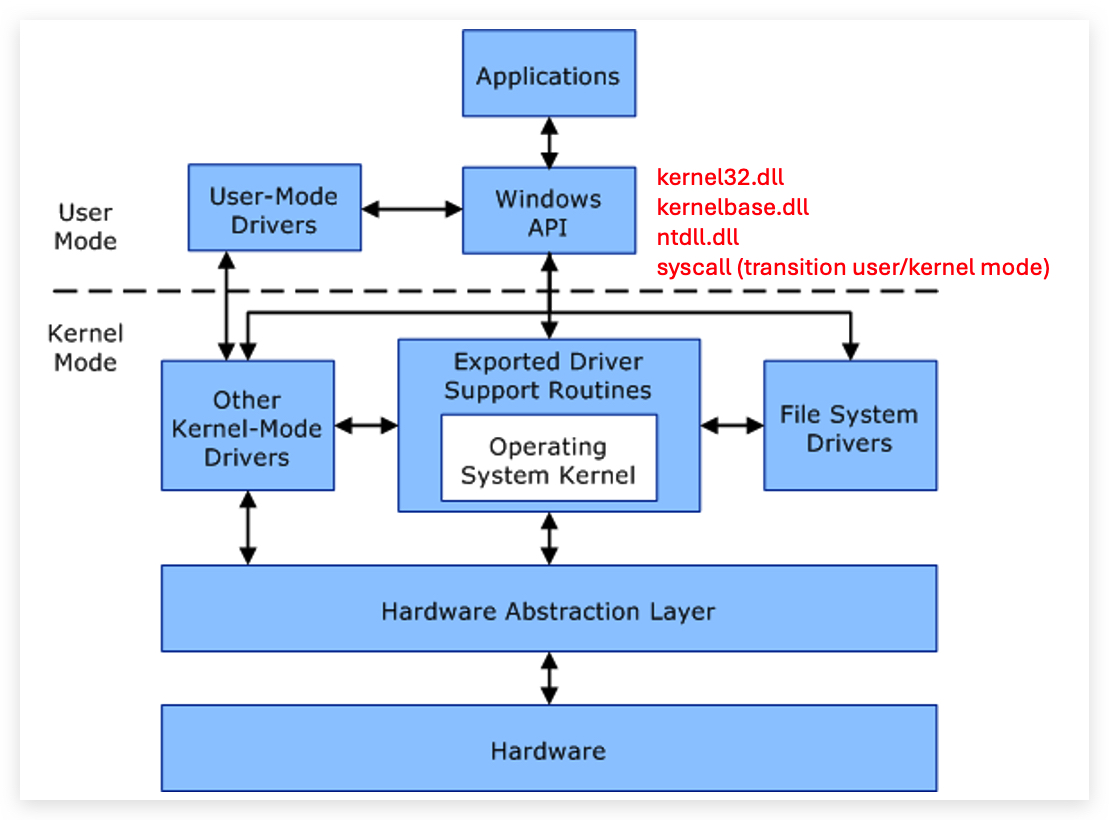 Applications
User-Mode
Drivers
Windows
API
kernel32.dll
kernelbase.dll
ntdll.dll
syscall (transition user/kernel mode)
User
Mode
Kernel
Mode
Other
Kernel-Mode
Drivers
Exported Driver
Support Routines
Operating
System Kernel
File System
Drivers
Hardware Abstraction Layer
Hardware